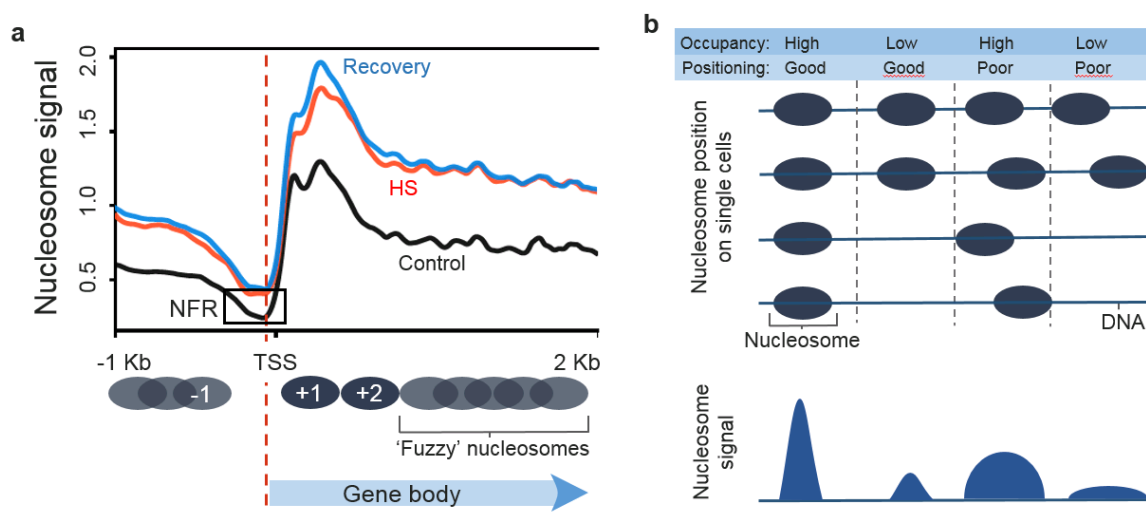 a
Nucleosome signal
2.0
1.5
1.0
0.5
Recovery
HS
Control
NFR
-1 Kb
TSS
2 Kb
-1
+1
+2
‘Fuzzy’ nucleosomes
Gene body
b
Occupancy: High Low High Low
Positioning: Good Good Poor Poor
Nucleosome position
on single cells
DNA
Nucleosome
Nucleosome
signal